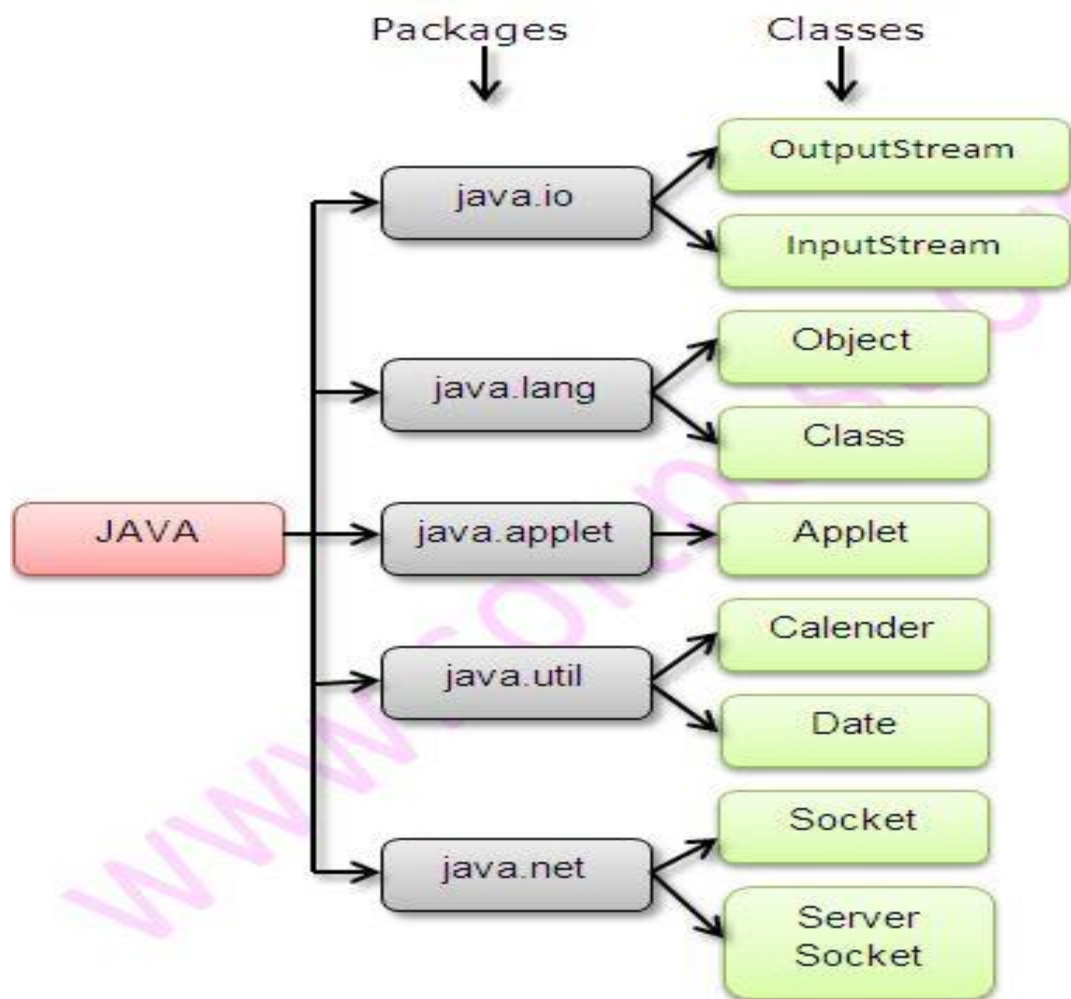 Packages
Classes
OutputStream
java.io
InputStream
Object
java.lang
Class
JAVA
java.applet
Applet
Calender
java.util
Date
Socket
java.net
Server
Socket